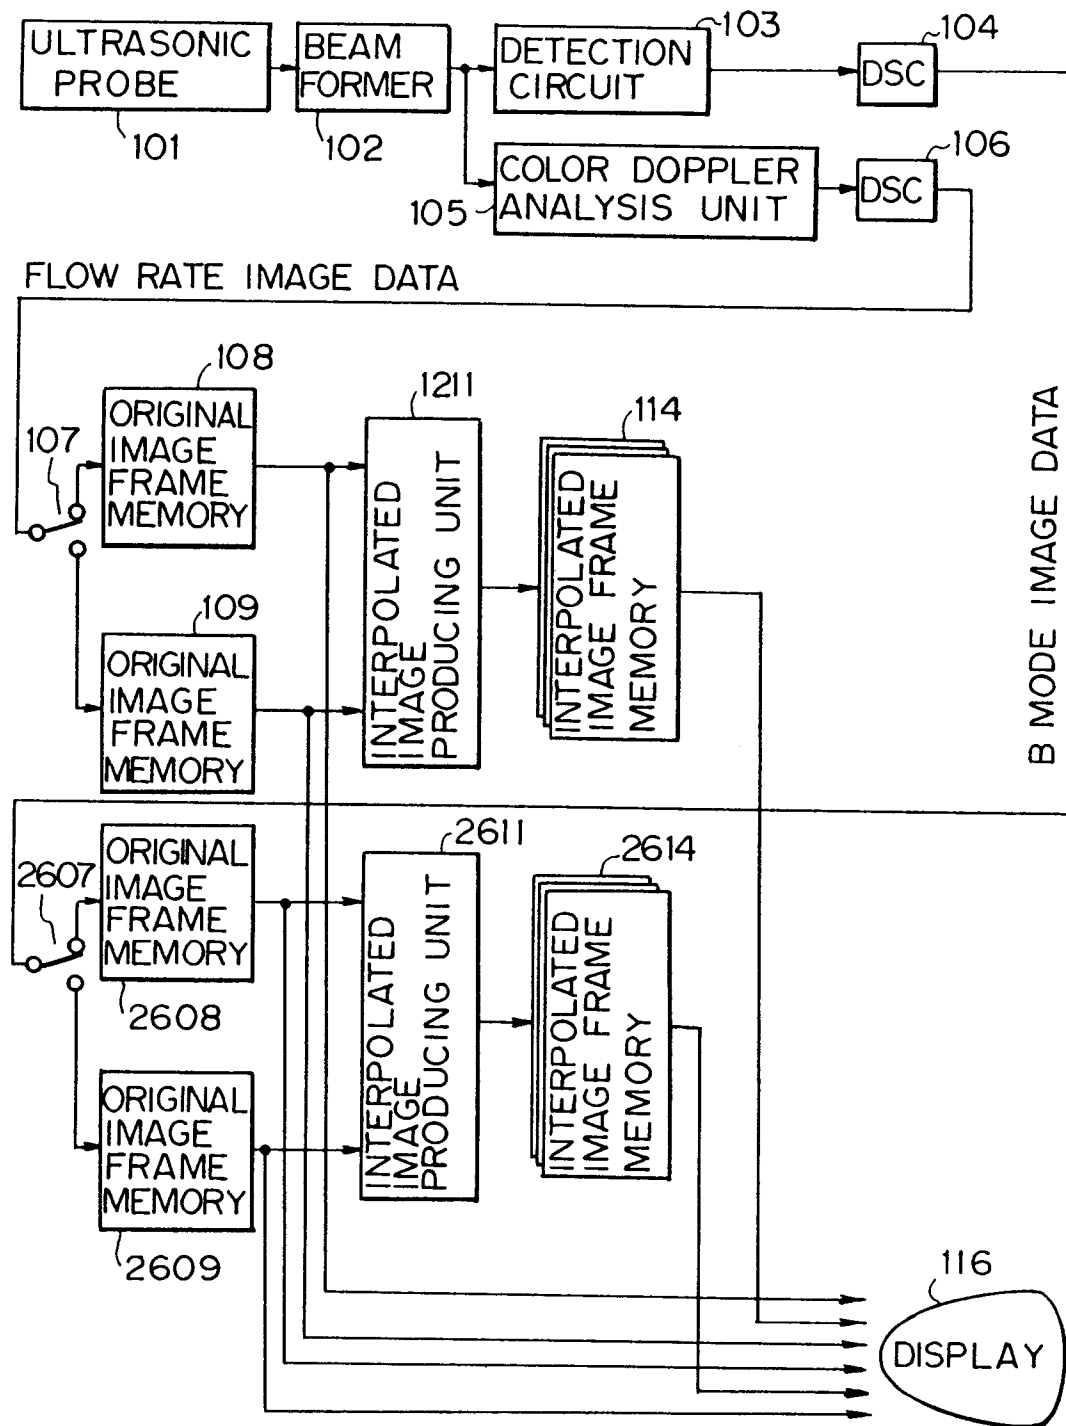 ULTRASONIC
PROBE
101
BEAM
FORMER
102
DETECTION
CIRCUIT
103
DSC
104
COLOR DOPPLER
ANALYSIS UNIT
105
DSC
106
FLOW RATE IMAGE DATA
B MODE IMAGE DATA
107
108
ORIGINAL
IMAGE
FRAME
MEMORY
109
ORIGINAL
IMAGE
FRAME
MEMORY
1211
INTERPOLATED
IMAGE
PRODUCING UNIT
114
INTERPOLATED
IMAGE FRAME
MEMORY
2607
ORIGINAL
IMAGE
FRAME
MEMORY
2608
ORIGINAL
IMAGE
FRAME
MEMORY
2609
2611
INTERPOLATED
IMAGE
PRODUCING UNIT
2614
INTERPOLATED
IMAGE FRAME
MEMORY
116
DISPLAY